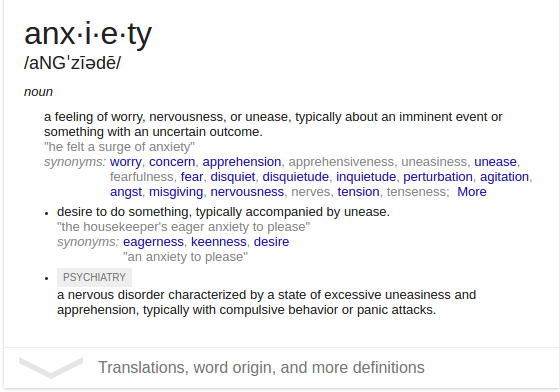 anx·i·e·ty
/aNGˈzīədē/
noun
a feeling of worry, nervousness, or unease, typically about an imminent event or
something with an uncertain outcome.
"he felt a surge of anxiety"
synonyms: worry, concern, apprehension, apprehensiveness, uneasiness, unease,
fearfulness, fear, disquiet, disquietude, inquietude, perturbation, agitation,
angst, misgiving, nervousness, nerves, tension, tenseness; More
• desire to do something, typically accompanied by unease.
"the housekeeper's eager anxiety to please"
synonyms: eagerness, keenness, desire
"an anxiety to please"
• PSYCHIATRY
a nervous disorder characterized by a state of excessive uneasiness and
apprehension, typically with compulsive behavior or panic attacks.
Translations, word origin, and more definitions